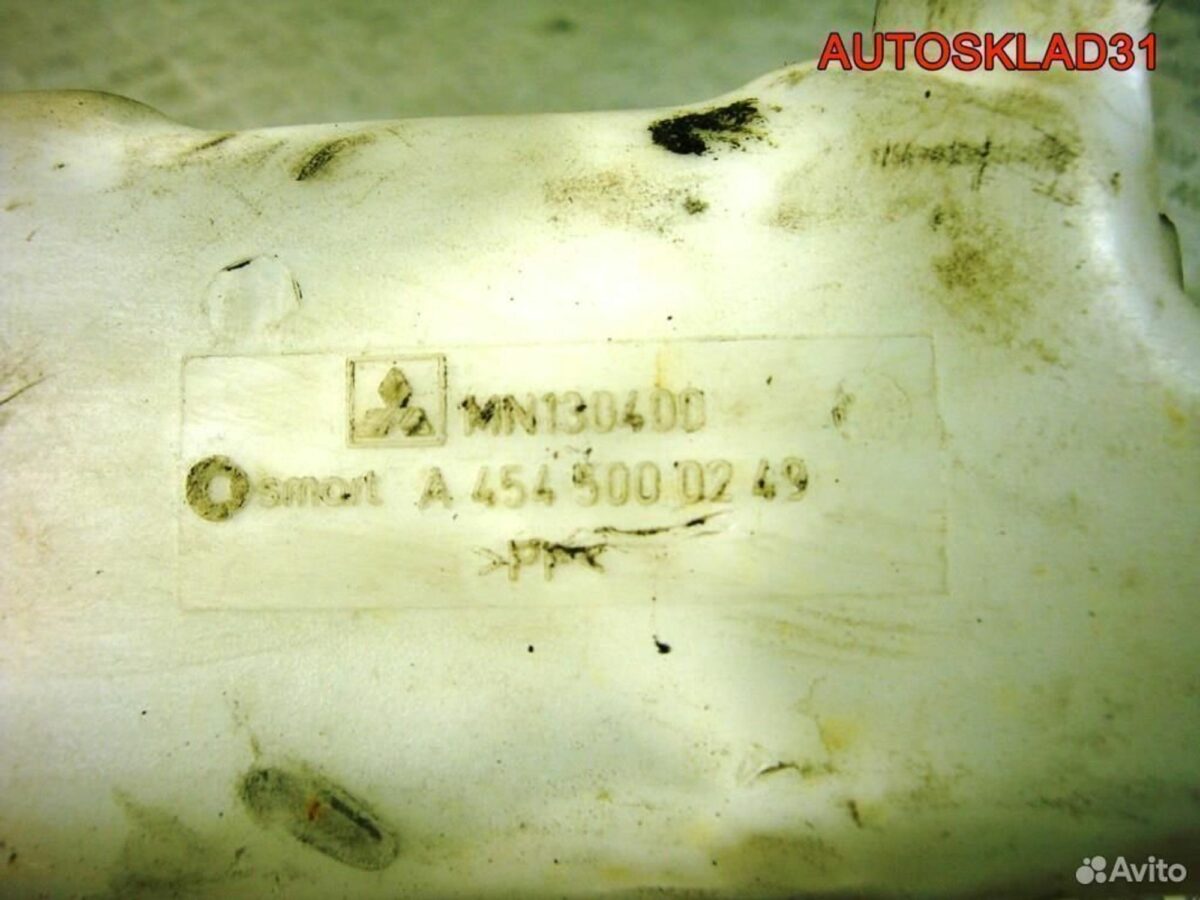 AUTOSKLAD31
MN130400
smart A 454 500 02 49
>PP<
Avito